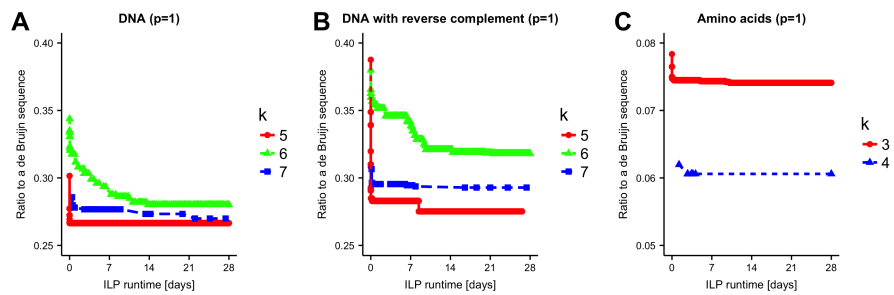 A
DNA (p=1)
Ratio to a de Bruijn sequence
0.40
0.35
0.30
0.25
0 7 14 21 28
ILP runtime [days]
k
5
6
7
B
DNA with reverse complement (p=1)
Ratio to a de Bruijn sequence
0.40
0.35
0.30
0.25
0 7 14 21 28
ILP runtime [days]
k
5
6
7
C
Amino acids (p=1)
Ratio to a de Bruijn sequence
0.08
0.07
0.06
0.05
0 7 14 21 28
ILP runtime [days]
k
3
4